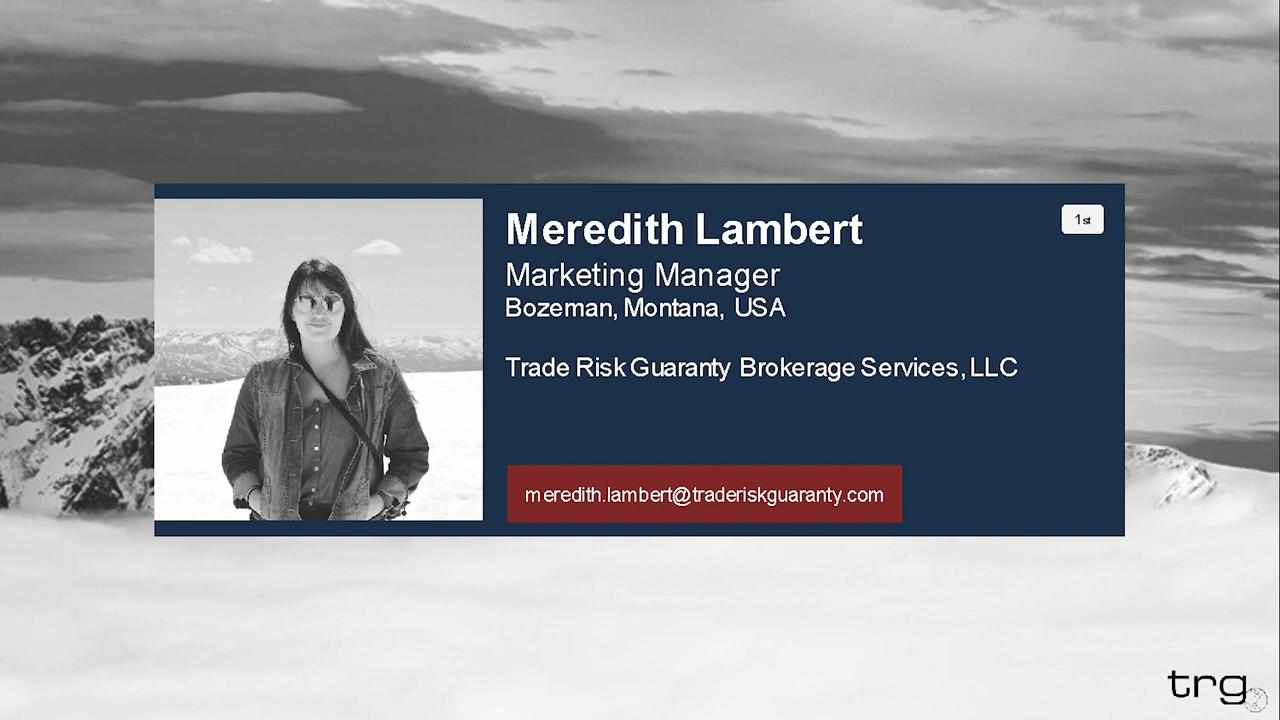 Meredith Lambert
1st
Marketing Manager
Bozeman, Montana, USA
Trade Risk Guaranty Brokerage Services, LLC
meredith.lambert@traderiskguaranty.com
trg